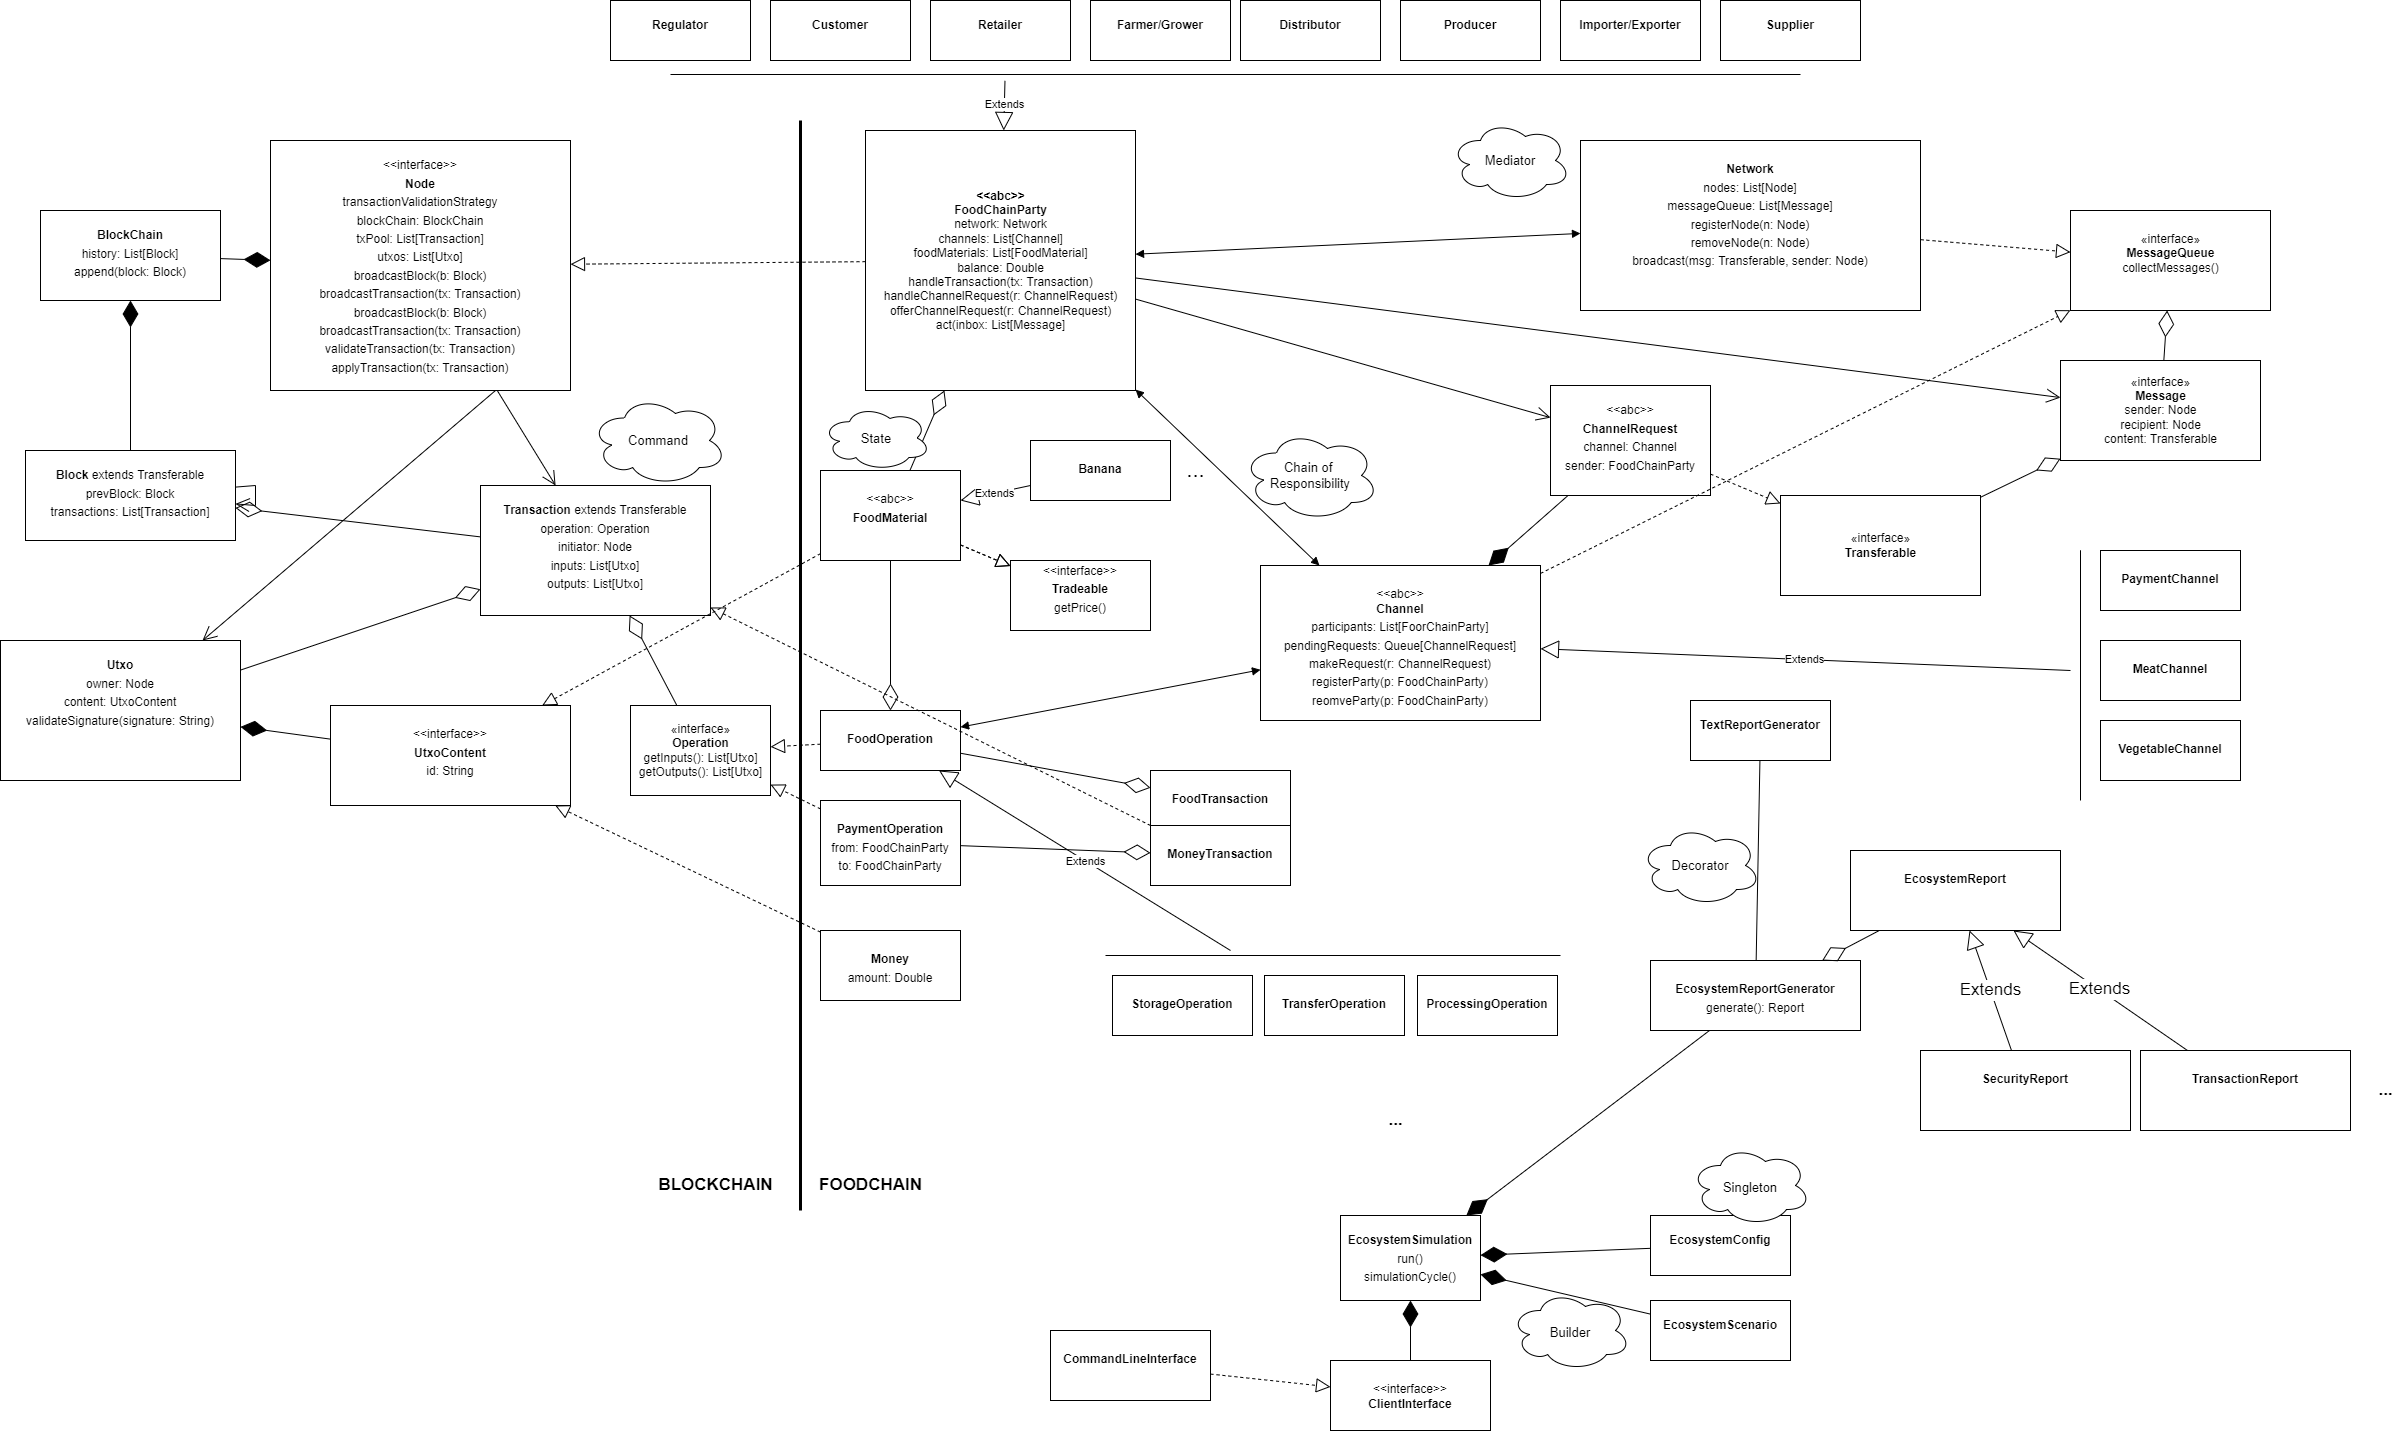 Regulator
Customer
Retailer
Farmer/Grower
Distributor
Producer
Importer/Exporter
Supplier
Extends
<<interface>>
Node
transactionValidationStrategy
blockChain: BlockChain
txPool: List[Transaction]
utxos: List[Utxo]
broadcastBlock(b: Block)
broadcastTransaction(tx: Transaction)
broadcastBlock(b: Block)
broadcastTransaction(tx: Transaction)
validateTransaction(tx: Transaction)
applyTransaction(tx: Transaction)
BlockChain
history: List[Block]
append(block: Block)
<<abc>>
FoodChainParty
network: Network
channels: List[Channel]
foodMaterials: List[FoodMaterial]
balance: Double
handleTransaction(tx: Transaction)
handleChannelRequest(r: ChannelRequest)
offerChannelRequest(r: ChannelRequest)
act(inbox: List[Message]
Mediator
Network
nodes: List[Node]
messageQueue: List[Message]
registerNode(n: Node)
removeNode(n: Node)
broadcast(msg: Transferable, sender: Node)
«interface»
MessageQueue
collectMessages()
«interface»
Message
sender: Node
recipient: Node
content: Transferable
<<abc>>
ChannelRequest
channel: Channel
sender: FoodChainParty
Command
State
Chain of
Responsibility
Banana
...
Extends
<<abc>>
FoodMaterial
Block extends Transferable
prevBlock: Block
transactions: List[Transaction]
Transaction extends Transferable
operation: Operation
initiator: Node
inputs: List[Utxo]
outputs: List[Utxo]
«interface»
Transferable
<<interface>>
Tradeable
getPrice()
<<abc>>
Channel
participants: List[FoorChainParty]
pendingRequests: Queue[ChannelRequest]
makeRequest(r: ChannelRequest)
registerParty(p: FoodChainParty)
reomveParty(p: FoodChainParty)
Extends
PaymentChannel
MeatChannel
VegetableChannel
Utxo
owner: Node
content: UtxoContent
validateSignature(signature: String)
<<interface>>
UtxoContent
id: String
«interface»
Operation
getInputs(): List[Utxo]
getOutputs(): List[Utxo]
FoodOperation
TextReportGenerator
FoodTransaction
MoneyTransaction
PaymentOperation
from: FoodChainParty
to: FoodChainParty
Extends
Decorator
EcosystemReport
Money
amount: Double
StorageOperation
TransferOperation
ProcessingOperation
EcosystemReportGenerator
generate(): Report
Extends
Extends
SecurityReport
TransactionReport
...
...
BLOCKCHAIN
FOODCHAIN
Singleton
EcosystemSimulation
run()
simulationCycle()
EcosystemConfig
Builder
EcosystemScenario
CommandLineInterface
<<interface>>
ClientInterface